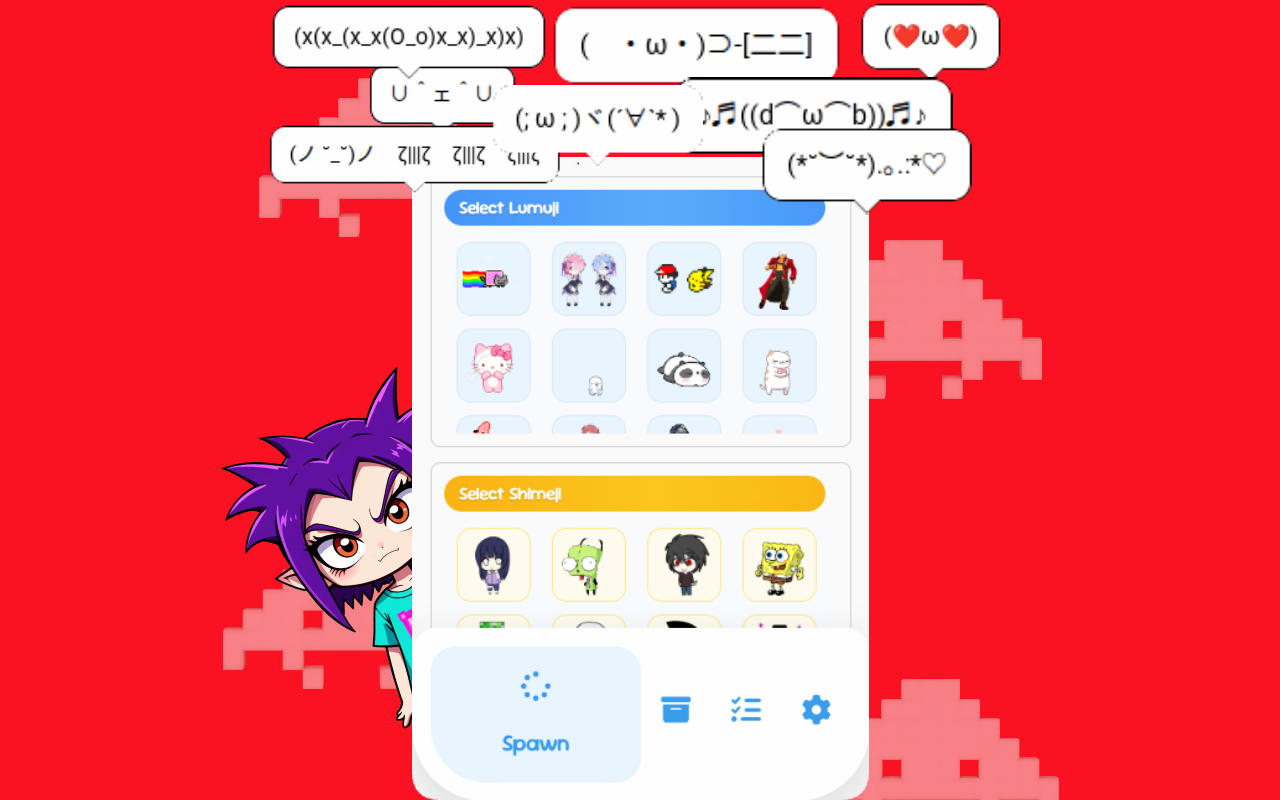 (x(x_(x_x(O_o)x_x)_x)x)
(　・ω・)⊃-[二二]
(❤️ω❤️)
∪＾ェ＾∪
(; ω ; )ヾ(´∀`* )
♪♬((d⌒ω⌒b))♬♪
(ノ ˘_˘)ノ　ζ|||ζ　ζ|||ζ　ζ|||ζ
(*˘︶˘*).｡.:*♡
Select Lumuji
Select Shimeji
Spawn